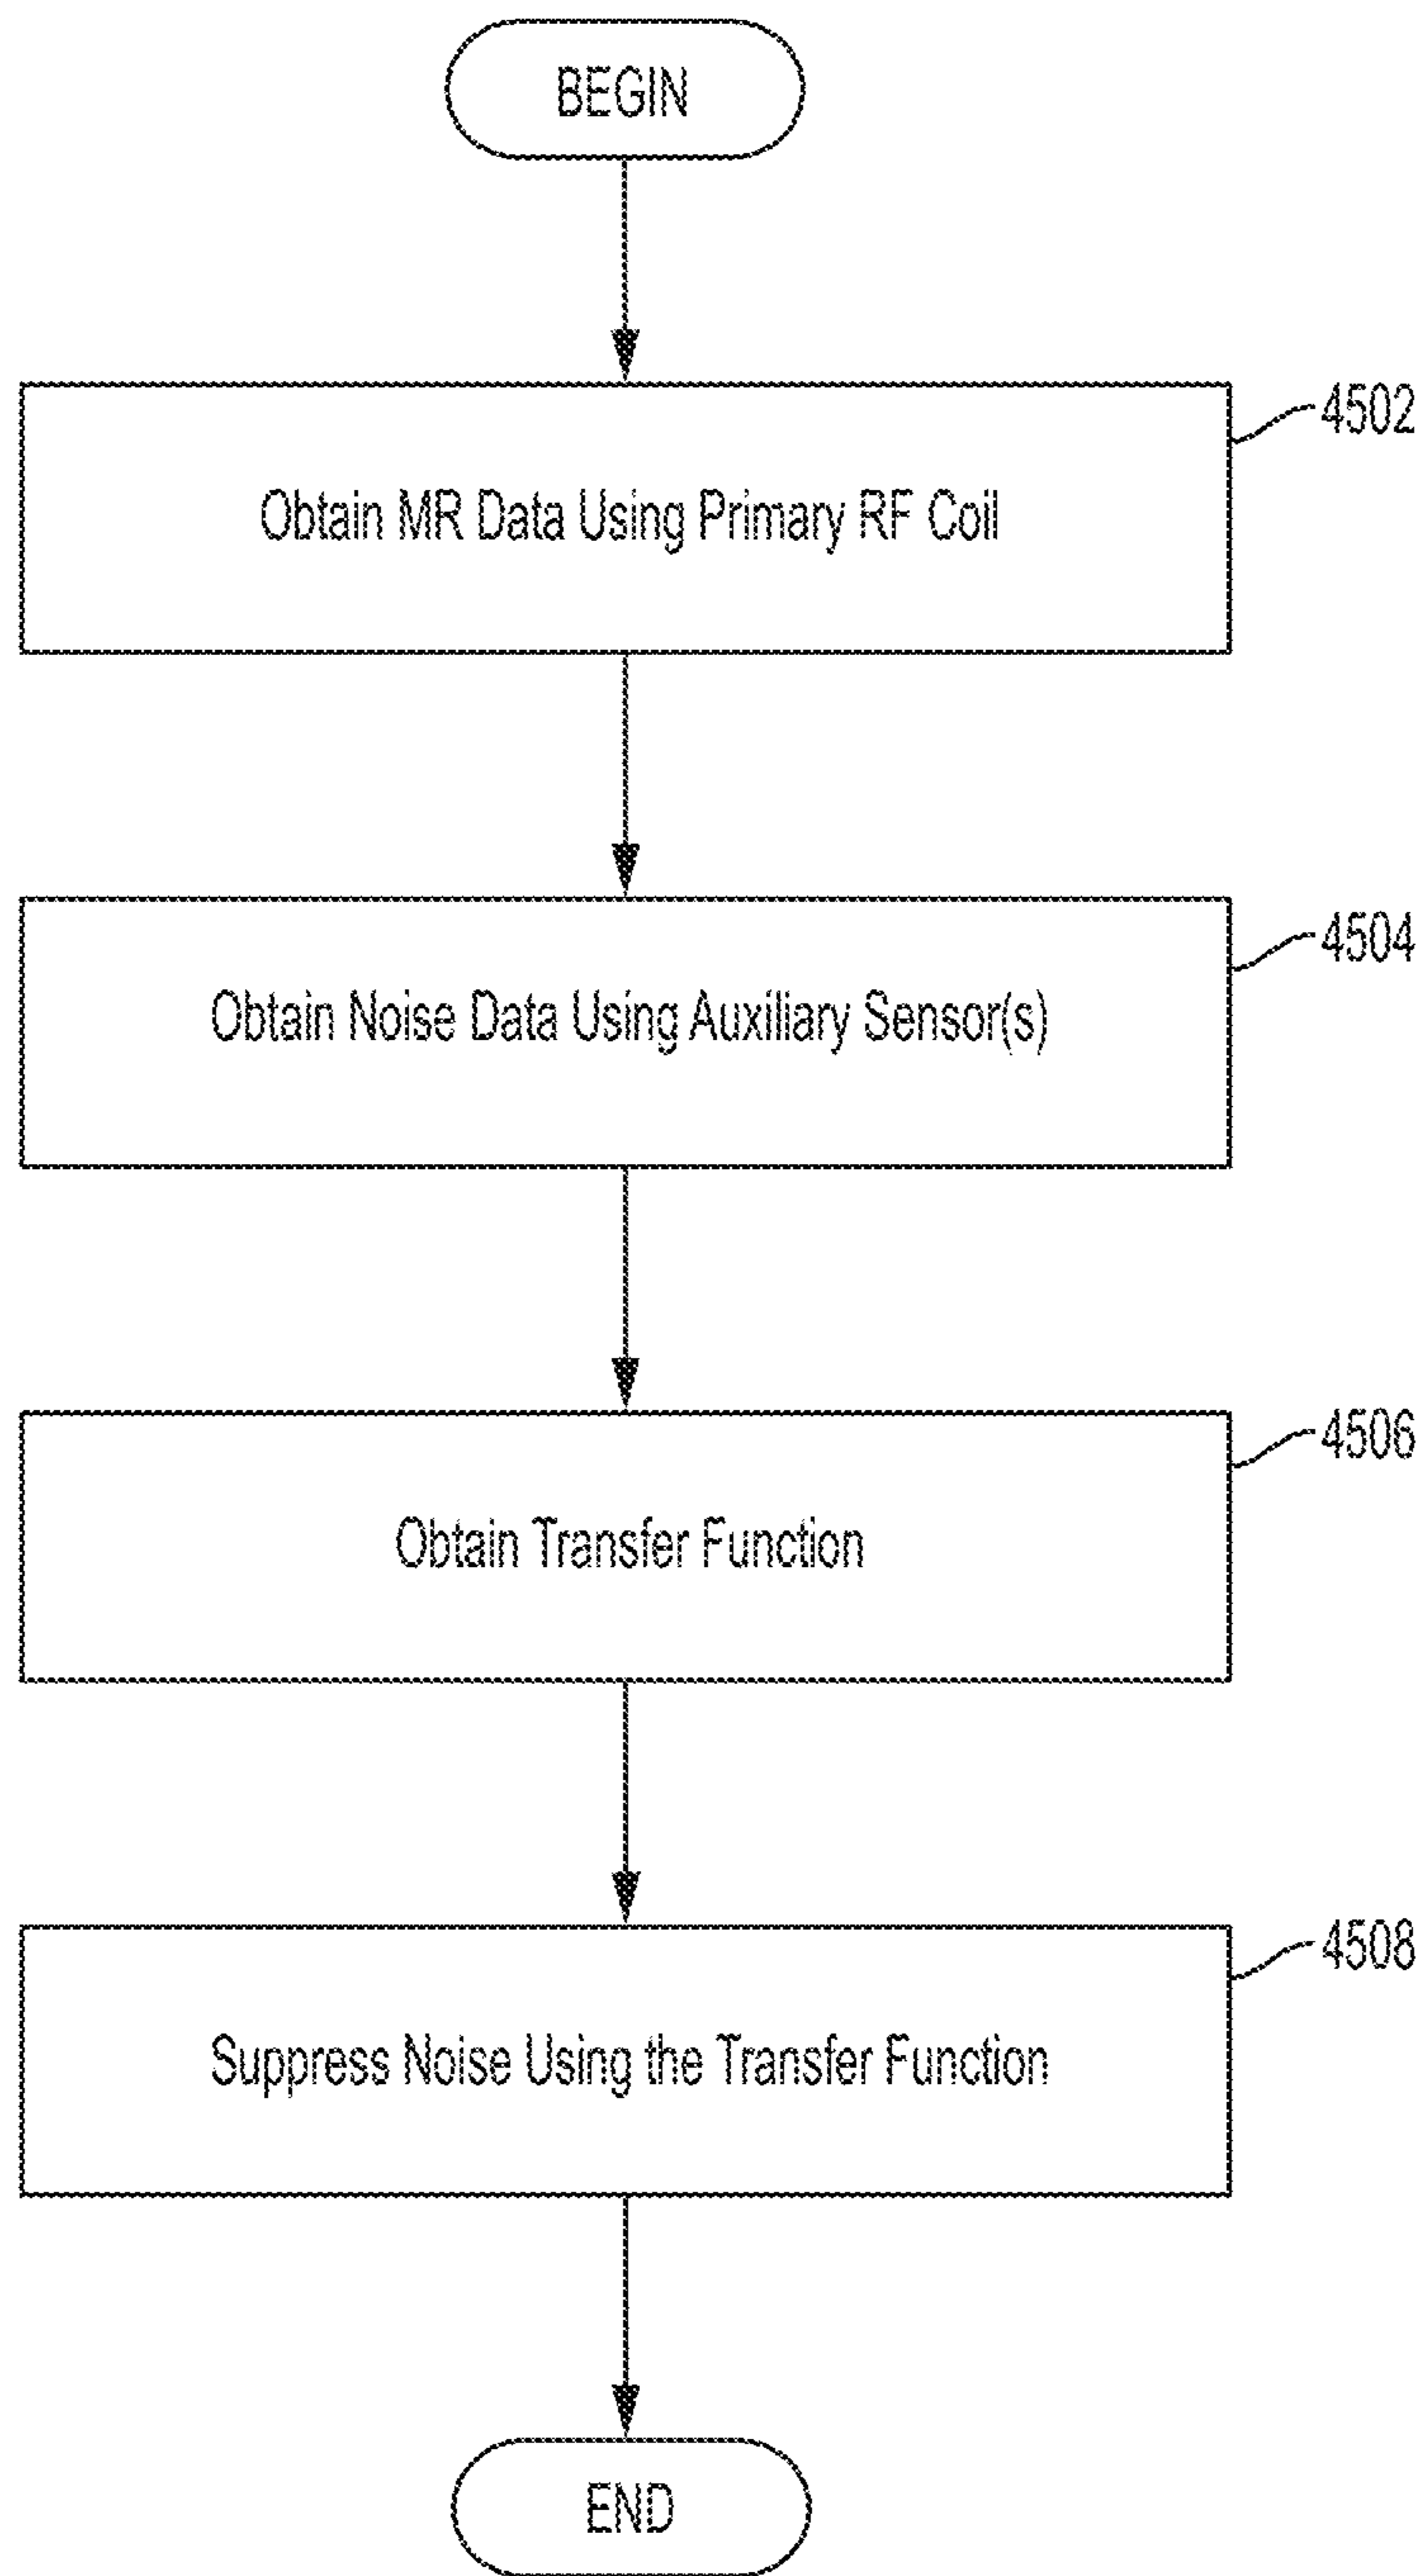 BEGIN
4502
Obtain MR Data Using Primary RF Coil
4504
Obtain Noise Data Using Auxiliary Sensor(s)
4506
Obtain Transfer Function
4508
Suppress Noise Using the Transfer Function
END